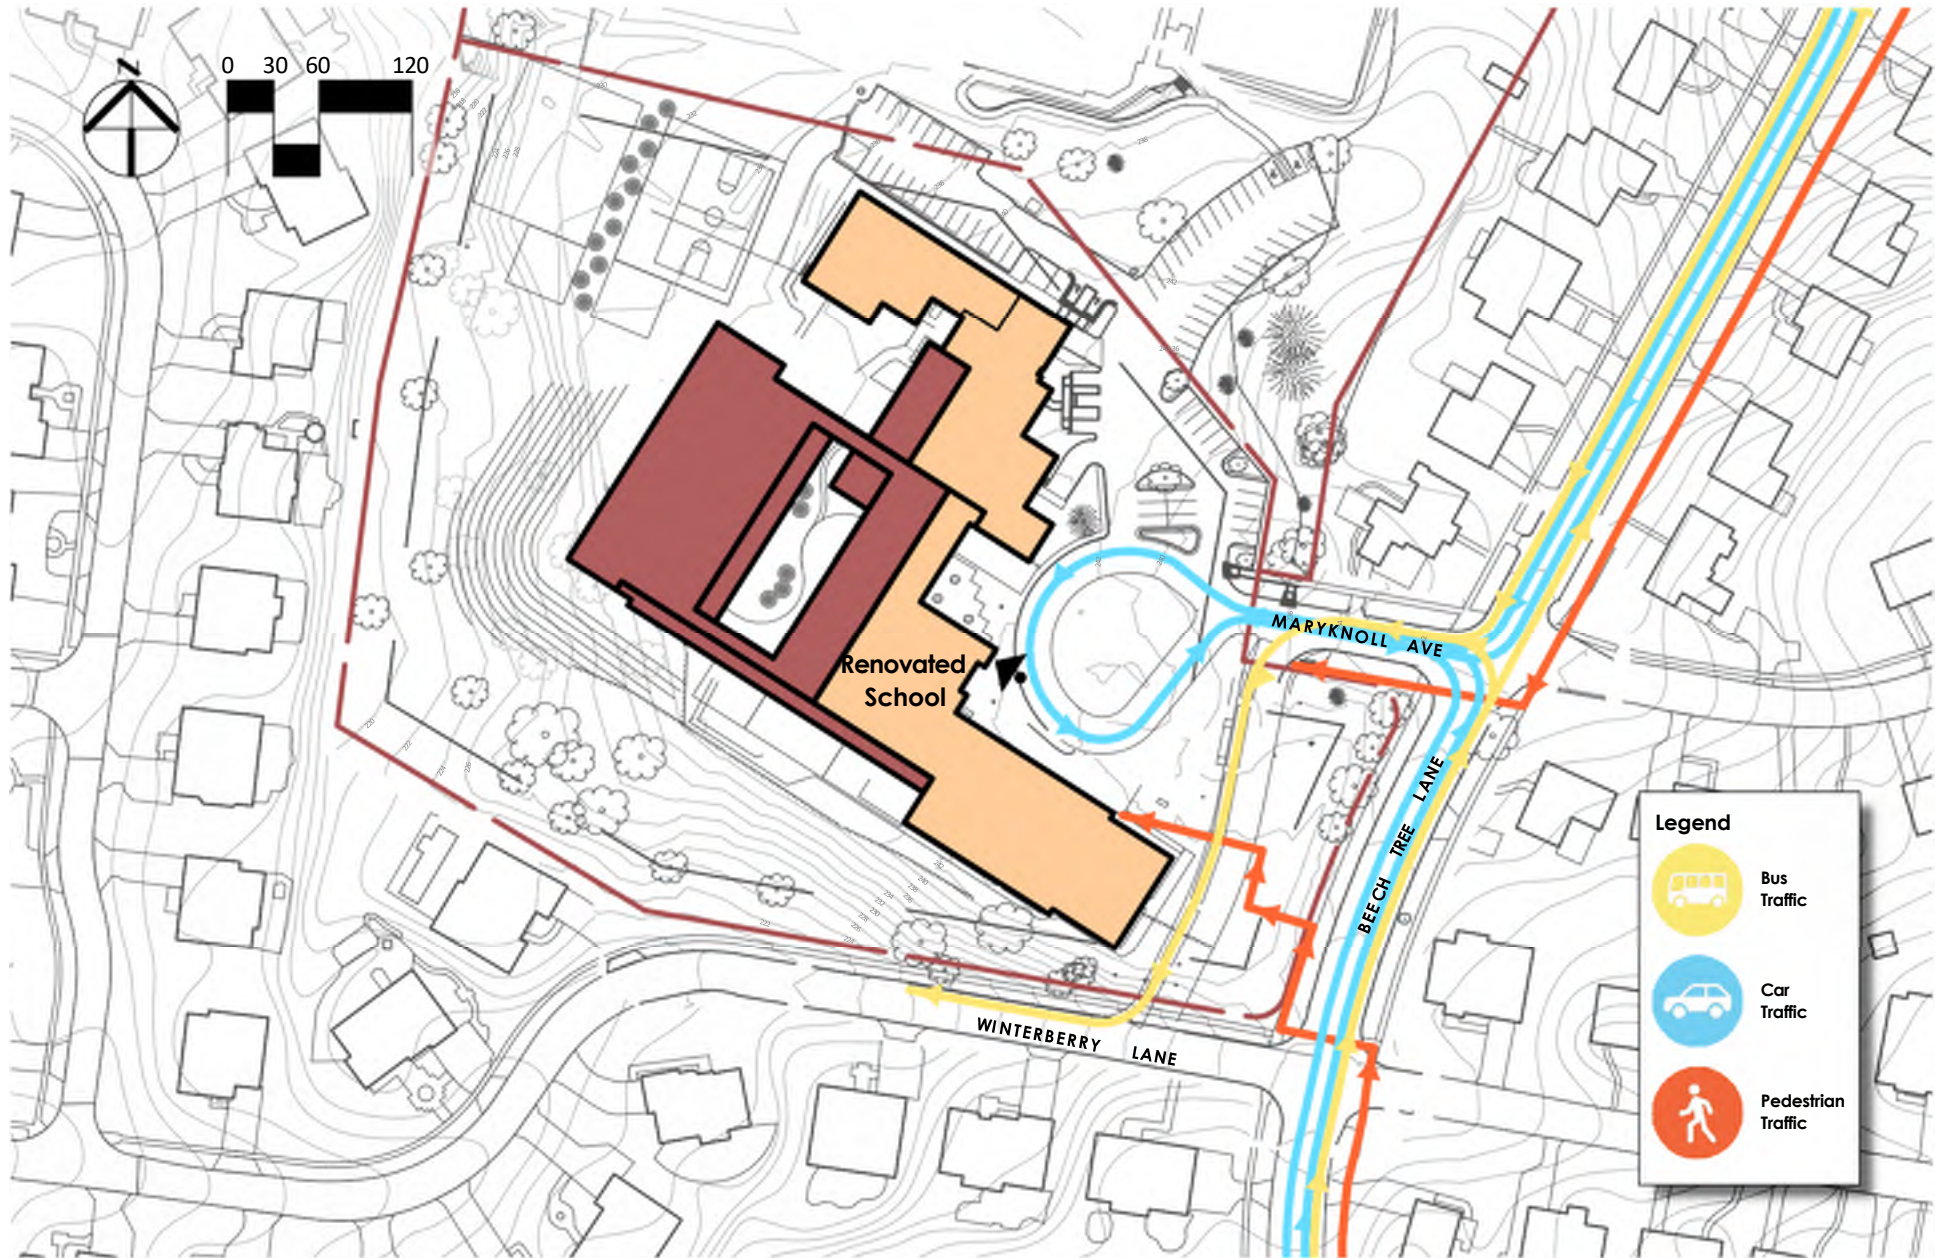 N
0 30 60 120
MARYKNOLL AVE
Renovated
School
BEECH TREE LANE
WINTERBERRY LANE
Legend
Bus
Traffic
Car
Traffic
Pedestrian
Traffic